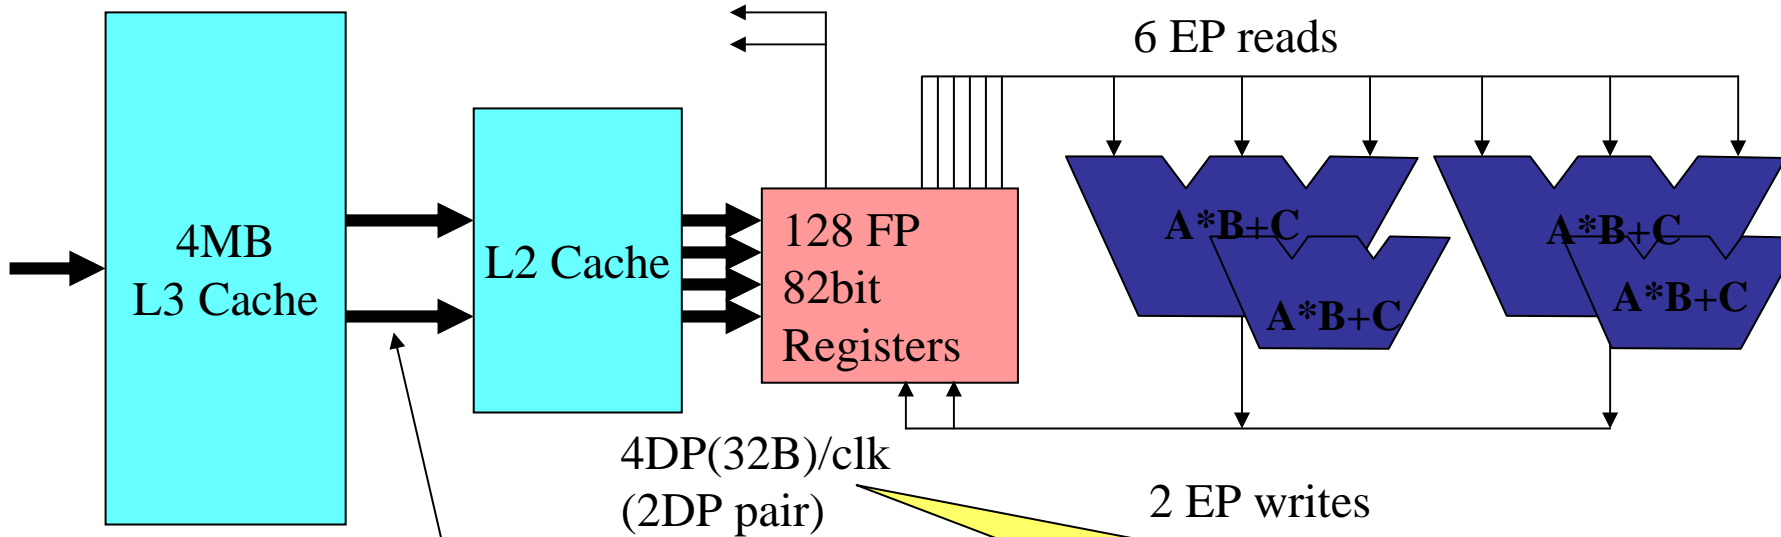 6 EP reads
4MB
L3 Cache
L2 Cache
128 FP
82bit
Registers
A*B+C
A*B+C
A*B+C
A*B+C
4DP(32B)/clk
(2DP pair)
2 EP writes